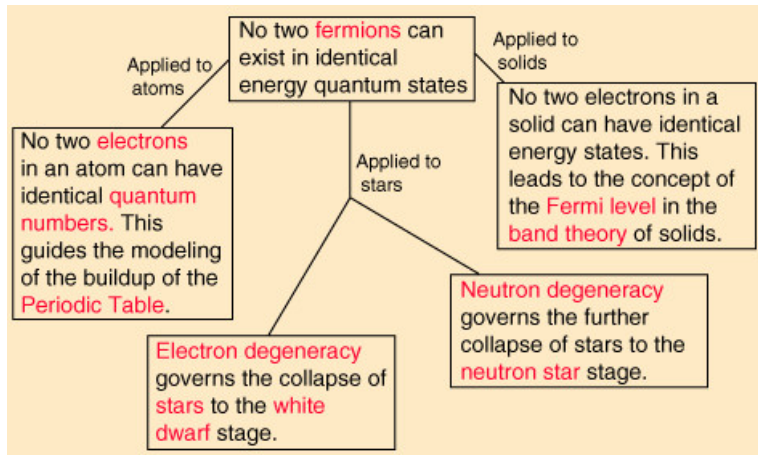 No two fermions can
exist in identical
energy quantum states
Applied to
atoms
Applied to
solids
No two electrons
in an atom can have
identical quantum
numbers. This
guides the modeling
of the buildup of the
Periodic Table.
Applied to
stars
No two electrons in a
solid can have identical
energy states. This
leads to the concept of
the Fermi level in the
band theory of solids.
Electron degeneracy
governs the collapse of
stars to the white
dwarf stage.
Neutron degeneracy
governs the further
collapse of stars to the
neutron star stage.